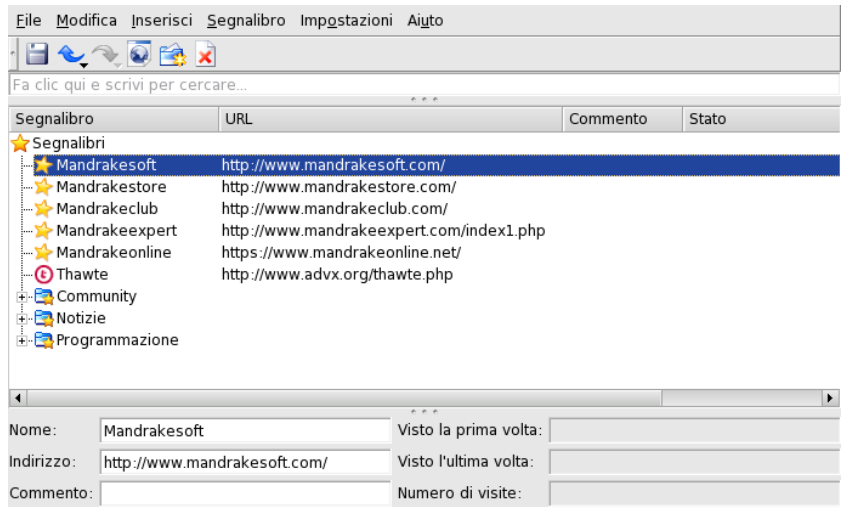 File Modifica Inserisci Segnalibro Impostazioni Aiuto
Fa clic qui e scrivi per cercare...
Segnalibro URL Commento Stato
Segnalibri
Mandrakesoft http://www.mandrakesoft.com/
Mandrakestore http://www.mandrakestore.com/
Mandrakeclub http://www.mandrakeclub.com/
Mandrakeexpert http://www.mandrakeexpert.com/index1.php
Mandrakeonline https://www.mandrakeonline.net/
Thawte http://www.advx.org/thawte.php
Community
Notizie
Programmazione
Nome: Mandrakesoft Visto la prima volta:
Indirizzo: http://www.mandrakesoft.com/ Visto l'ultima volta:
Commento: Numero di visite: